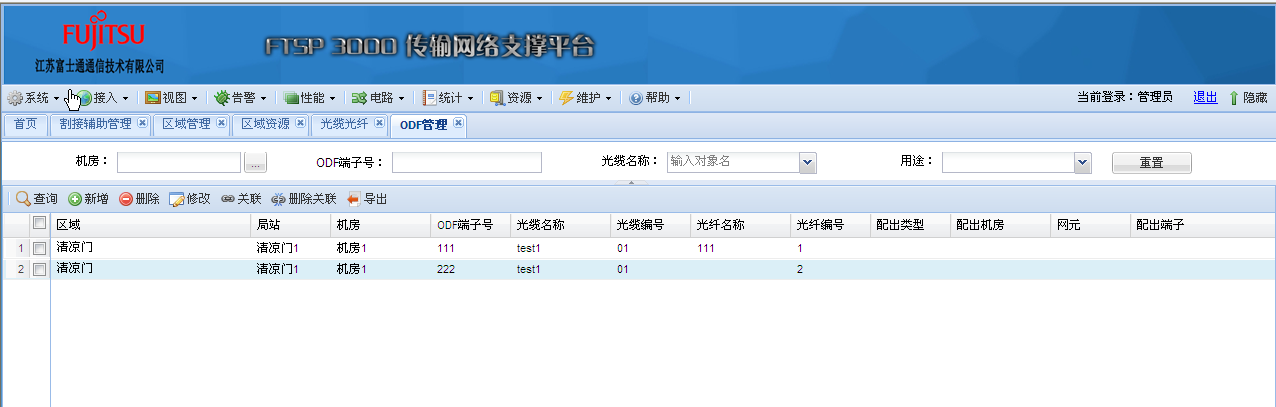 FUJITSU
江苏富士通通信技术有限公司
FTSP 3000 传输网络支撑平台
系统 接入 视图 告警 性能 电路 统计 资源 维护 帮助 当前登录：管理员 退出 隐藏
首页 割接辅助管理 区域管理 区域资源 光缆光纤 ODF管理
机房： ... ODF端子号： 光缆名称： 输入对象名 用途： 重置
查询 新增 删除 修改 关联 删除关联 导出
区域 局站 机房 ODF端子号 光缆名称 光缆编号 光纤名称 光纤编号 配出类型 配出机房 网元 配出端子
1 清凉门 清凉门1 机房1 111 test1 01 111 1
2 清凉门 清凉门1 机房1 222 test1 01 2